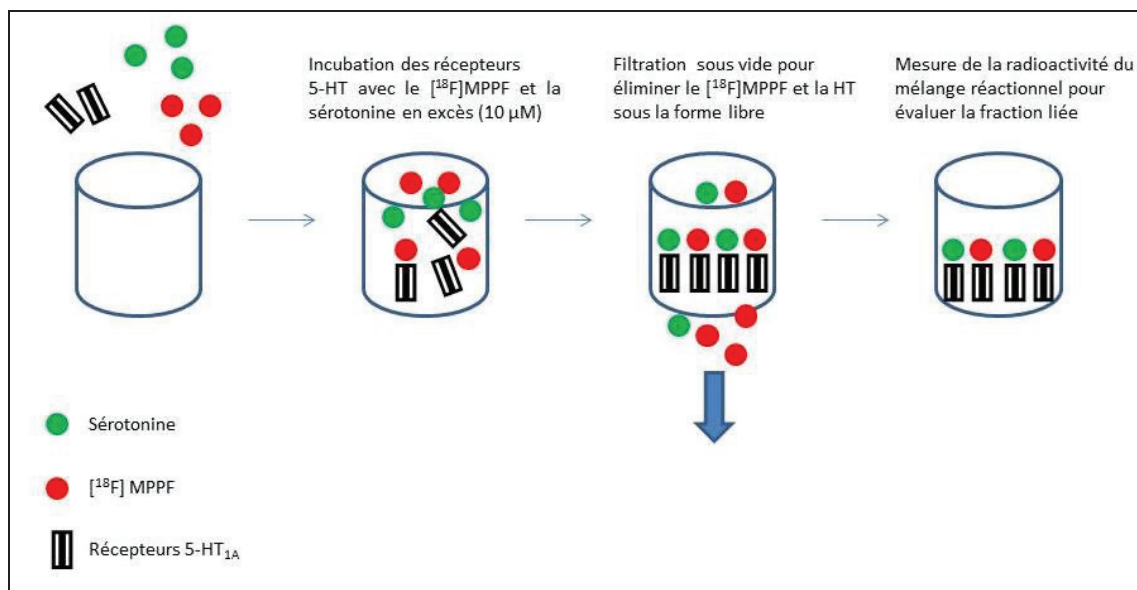 Incubation des récepteurs
5-HT avec le [¹⁸F]MPPF et la
sérotonine en excès (10 µM)
Filtration sous vide pour
éliminer le [¹⁸F]MPPF et la HT
sous la forme libre
Mesure de la radioactivité du
mélange réactionnel pour
évaluer la fraction liée
Sérotonine
[¹⁸F] MPPF
Récepteurs 5-HT₁ₐ